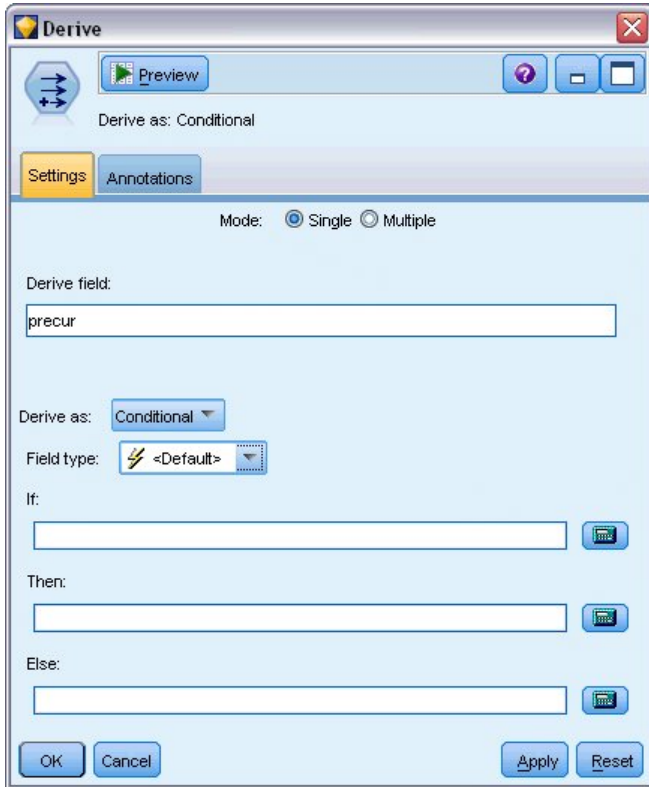 Derive
Preview
Derive as: Conditional
Settings Annotations
Mode: Single Multiple
Derive field:
precur
Derive as: Conditional
Field type: <Default>
If:
Then:
Else:
OK Cancel Apply Reset